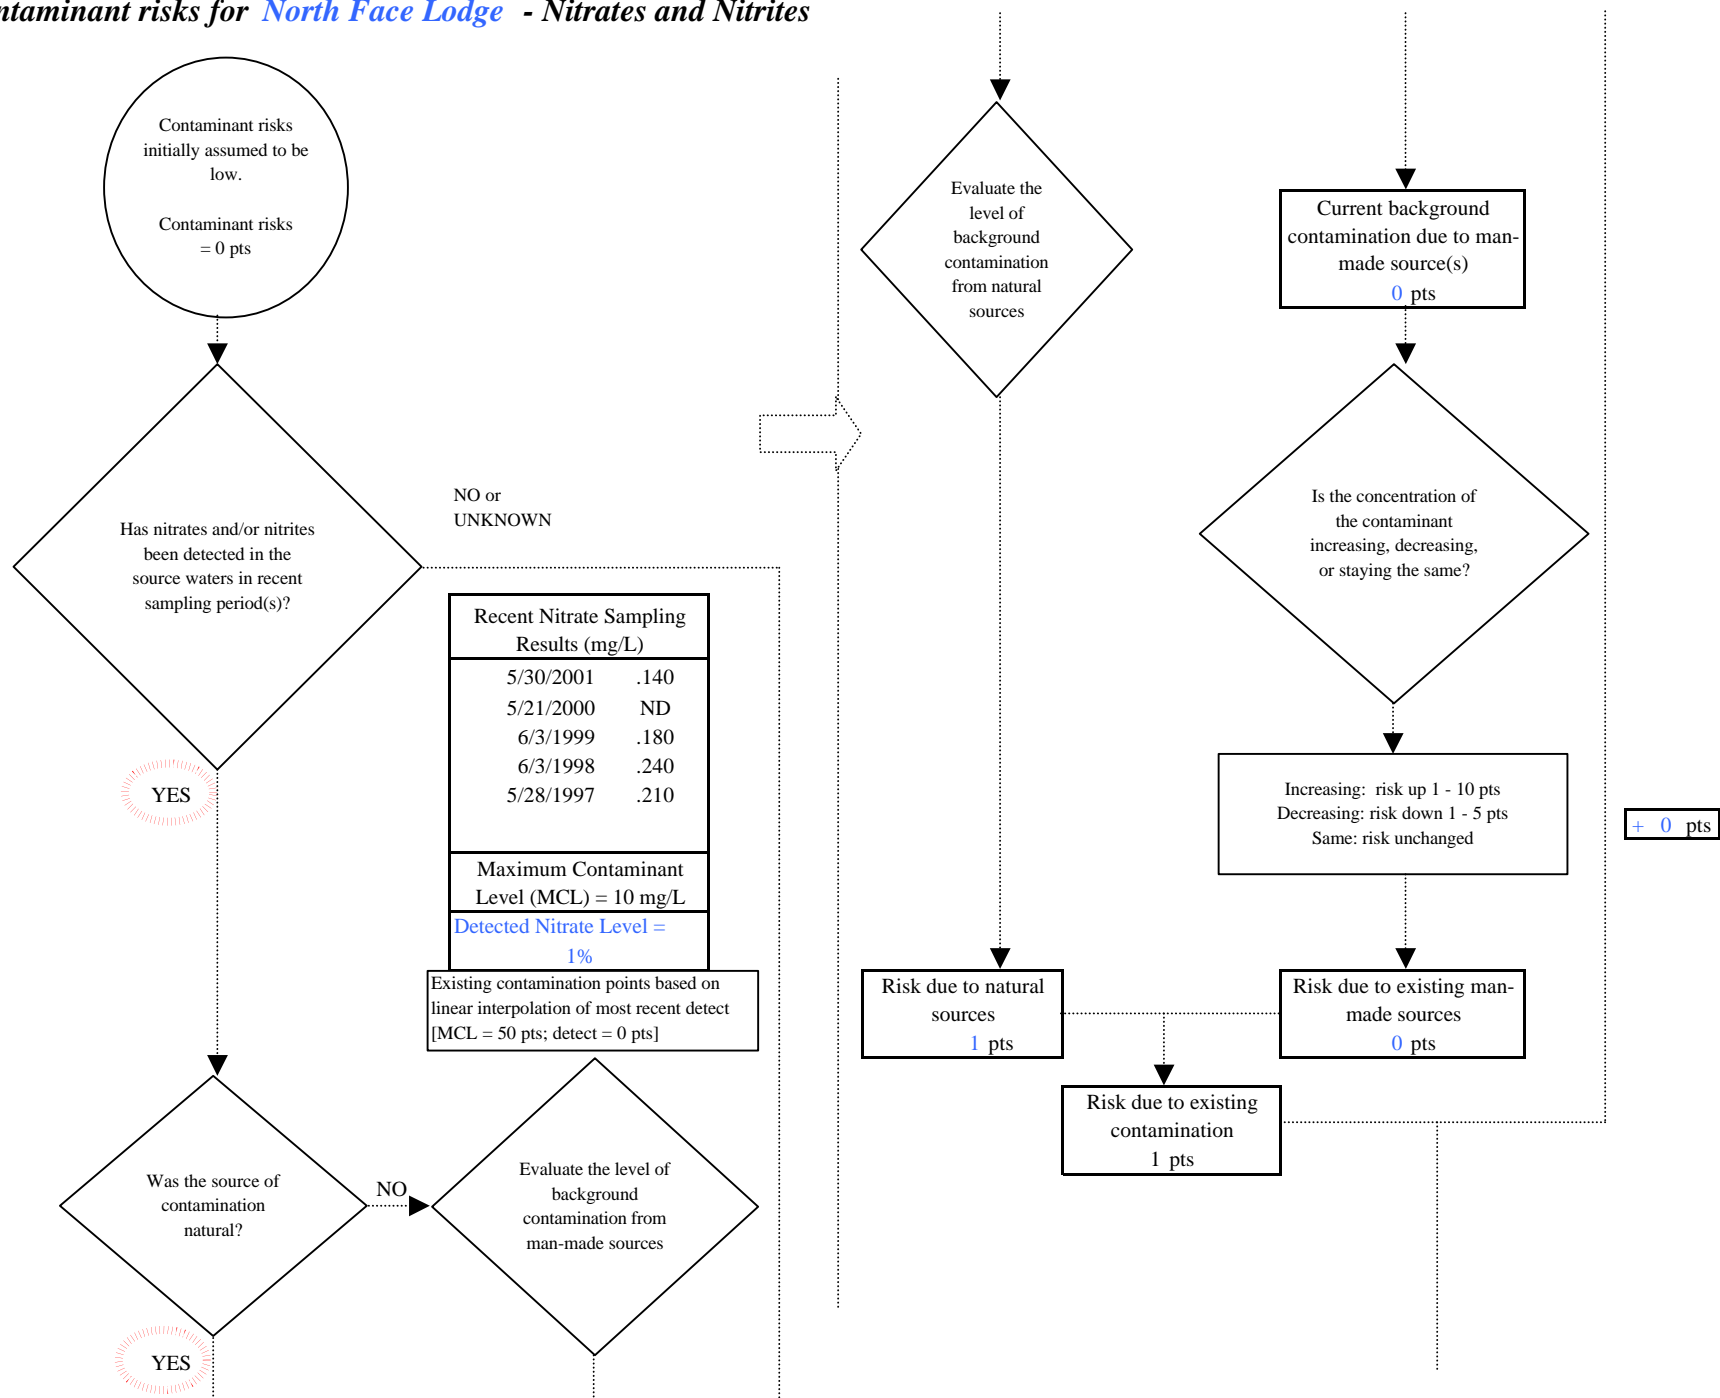 ntaminant risks for North Face Lodge - Nitrates and Nitrites
Contaminant risks
initially assumed to be
low.
Contaminant risks
= 0 pts
Has nitrates and/or nitrites
been detected in the
source waters in recent
sampling period(s)?
NO or
UNKNOWN
YES
Recent Nitrate Sampling
Results (mg/L)
5/30/2001 .140
5/21/2000 ND
6/3/1999 .180
6/3/1998 .240
5/28/1997 .210
Maximum Contaminant
Level (MCL) = 10 mg/L
Detected Nitrate Level =
1%
Existing contamination points based on
linear interpolation of most recent detect
[MCL = 50 pts; detect = 0 pts]
Was the source of
contamination
natural?
NO
YES
Evaluate the level of
background
contamination from
man-made sources
Evaluate the
level of
background
contamination
from natural
sources
Risk due to natural
sources
1 pts
Current background
contamination due to man-
made source(s)
0 pts
Is the concentration of
the contaminant
increasing, decreasing,
or staying the same?
Increasing: risk up 1 - 10 pts
Decreasing: risk down 1 - 5 pts
Same: risk unchanged
+ 0 pts
Risk due to existing man-
made sources
0 pts
Risk due to existing
contamination
1 pts